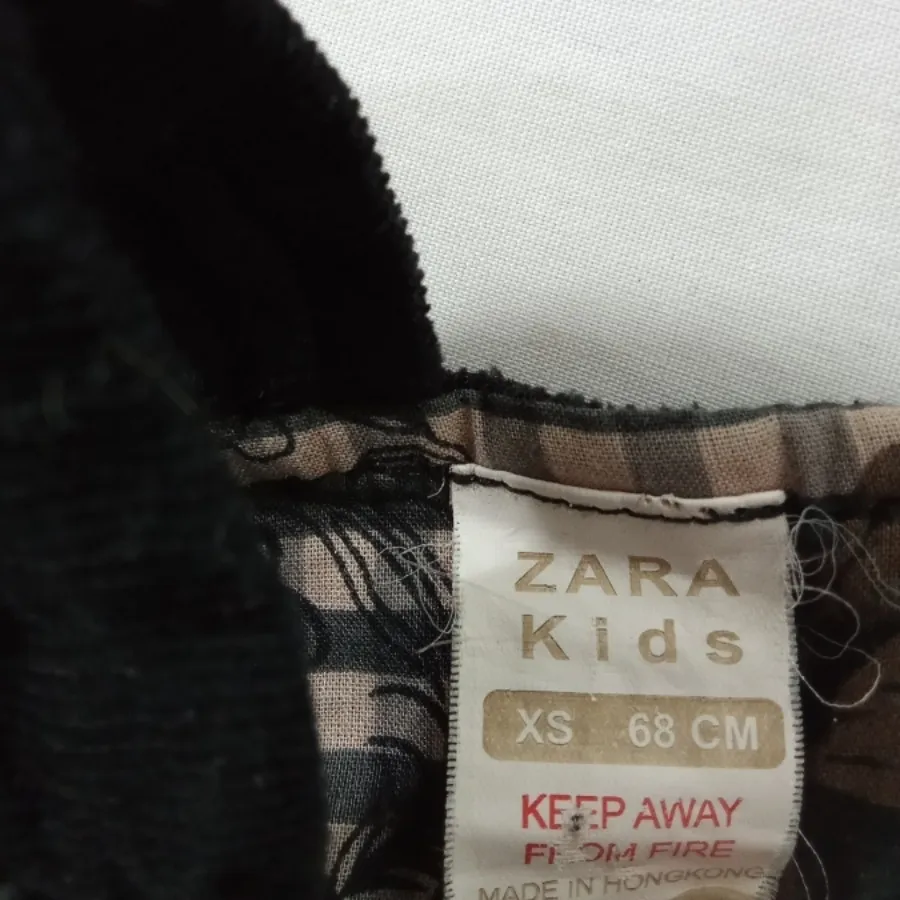 ZARA
Kids
XS 68 CM
KEEP AWAY
FROM FIRE
MADE IN HONGKONG